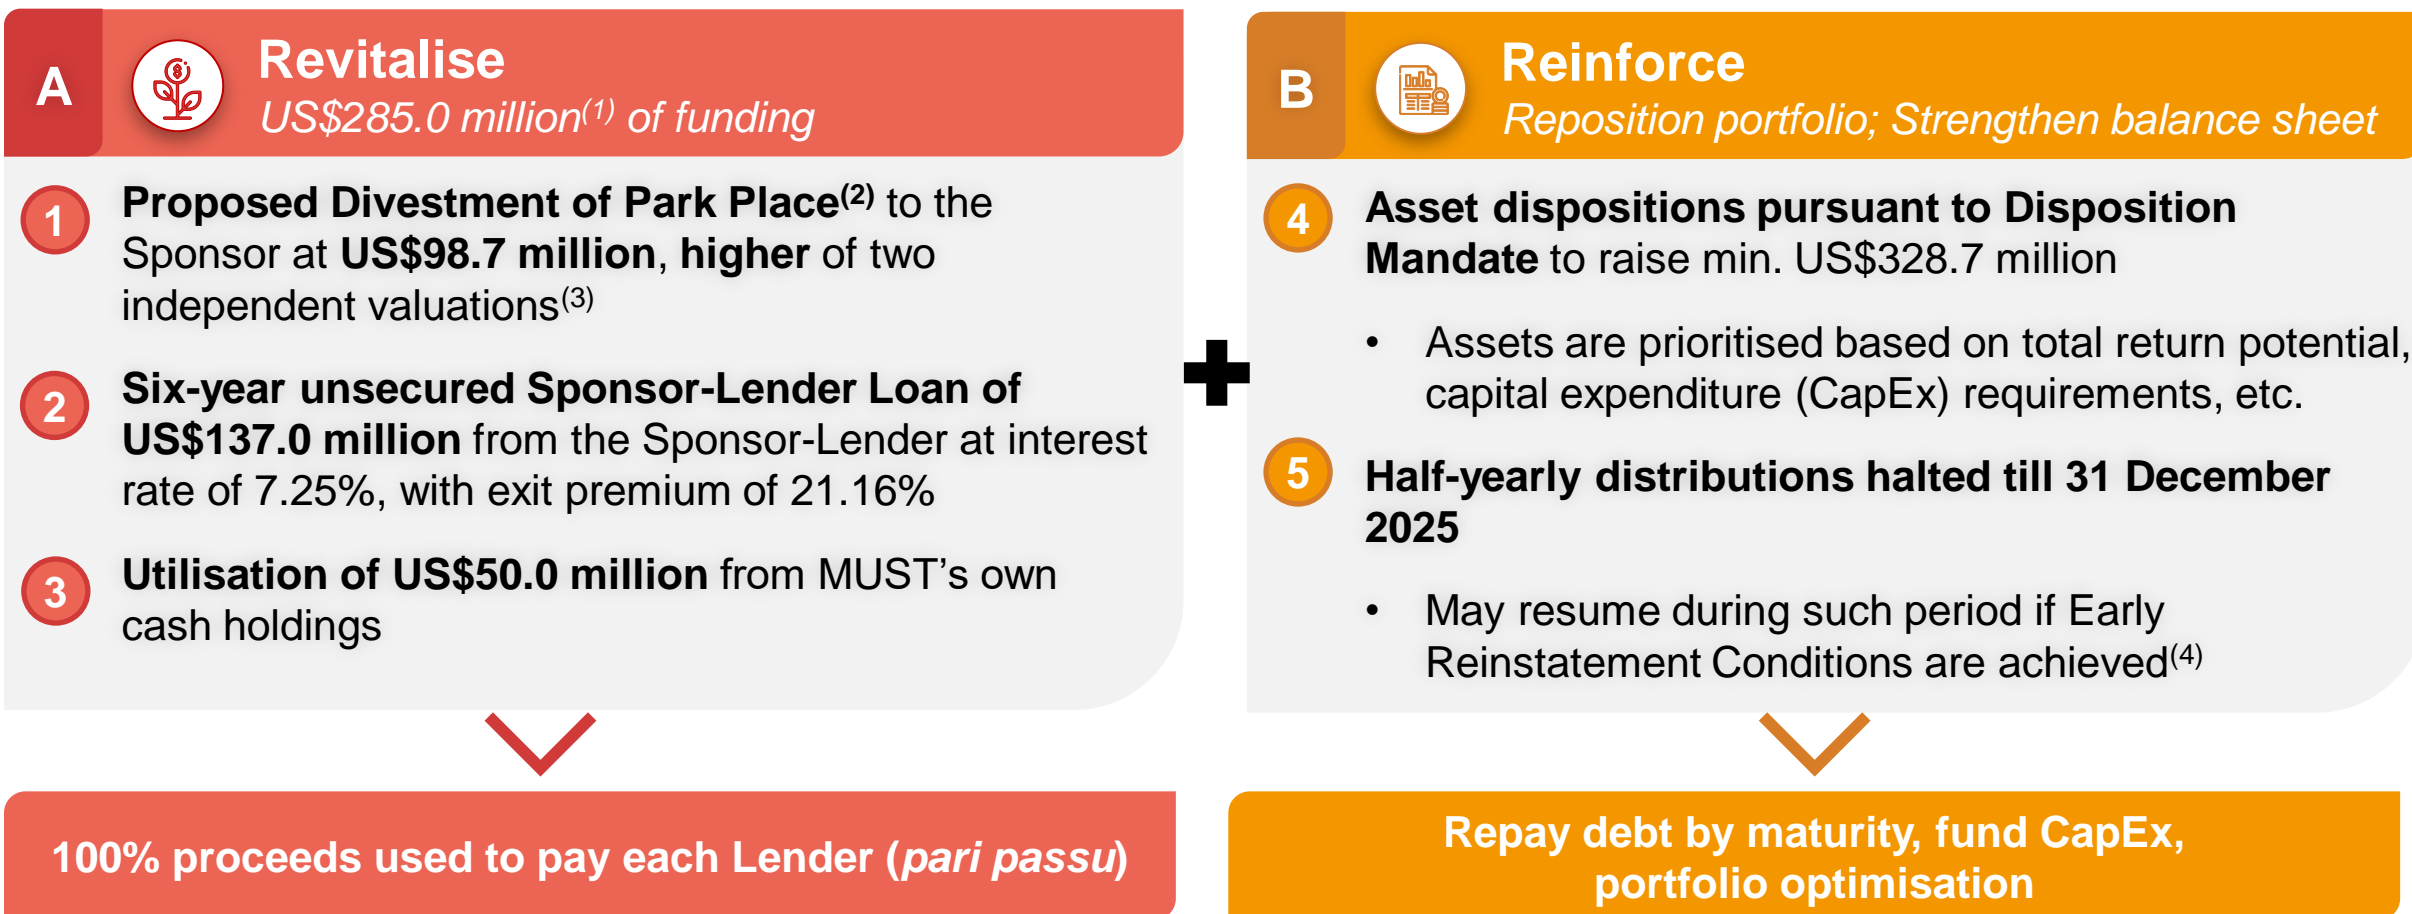 A
Revitalise
US$285.0 million(1) of funding
1
Proposed Divestment of Park Place(2) to the
Sponsor at US$98.7 million, higher of two
independent valuations(3)
2
Six-year unsecured Sponsor-Lender Loan of
US$137.0 million from the Sponsor-Lender at interest
rate of 7.25%, with exit premium of 21.16%
3
Utilisation of US$50.0 million from MUST’s own
cash holdings
100% proceeds used to pay each Lender (pari passu)
B
Reinforce
Reposition portfolio; Strengthen balance sheet
4
Asset dispositions pursuant to Disposition
Mandate to raise min. US$328.7 million
• Assets are prioritised based on total return potential,
capital expenditure (CapEx) requirements, etc.
5
Half-yearly distributions halted till 31 December
2025
• May resume during such period if Early
Reinstatement Conditions are achieved(4)
Repay debt by maturity, fund CapEx,
portfolio optimisation